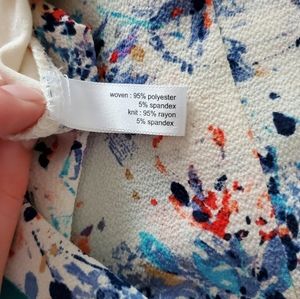 woven : 95% polyester
5% spandex
knit : 95% rayon
5% spandex